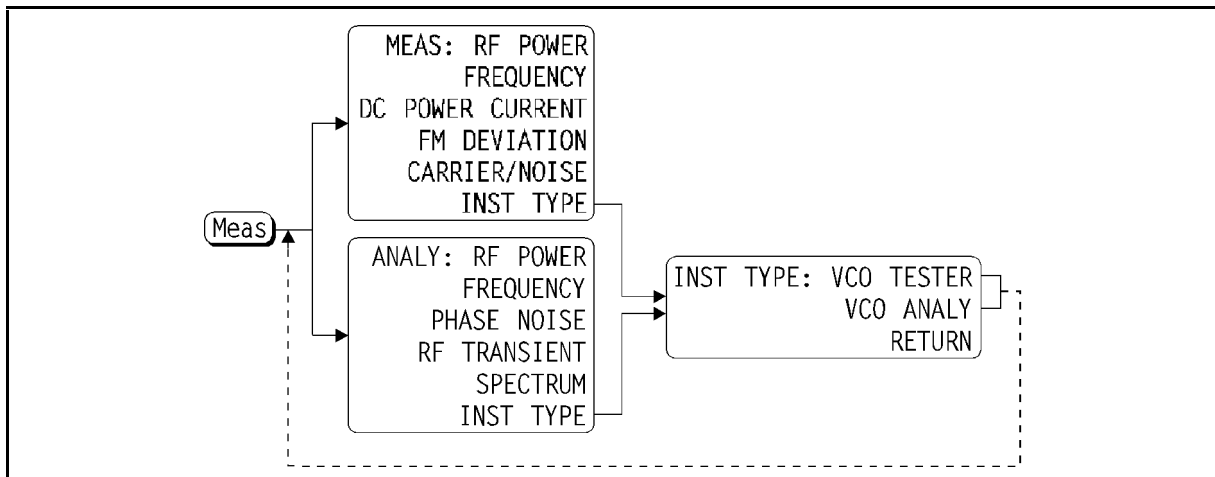 Meas
MEAS: RF POWER
FREQUENCY
DC POWER CURRENT
FM DEVIATION
CARRIER/NOISE
INST TYPE
ANALY: RF POWER
FREQUENCY
PHASE NOISE
RF TRANSIENT
SPECTRUM
INST TYPE
INST TYPE: VCO TESTER
VCO ANALY
RETURN